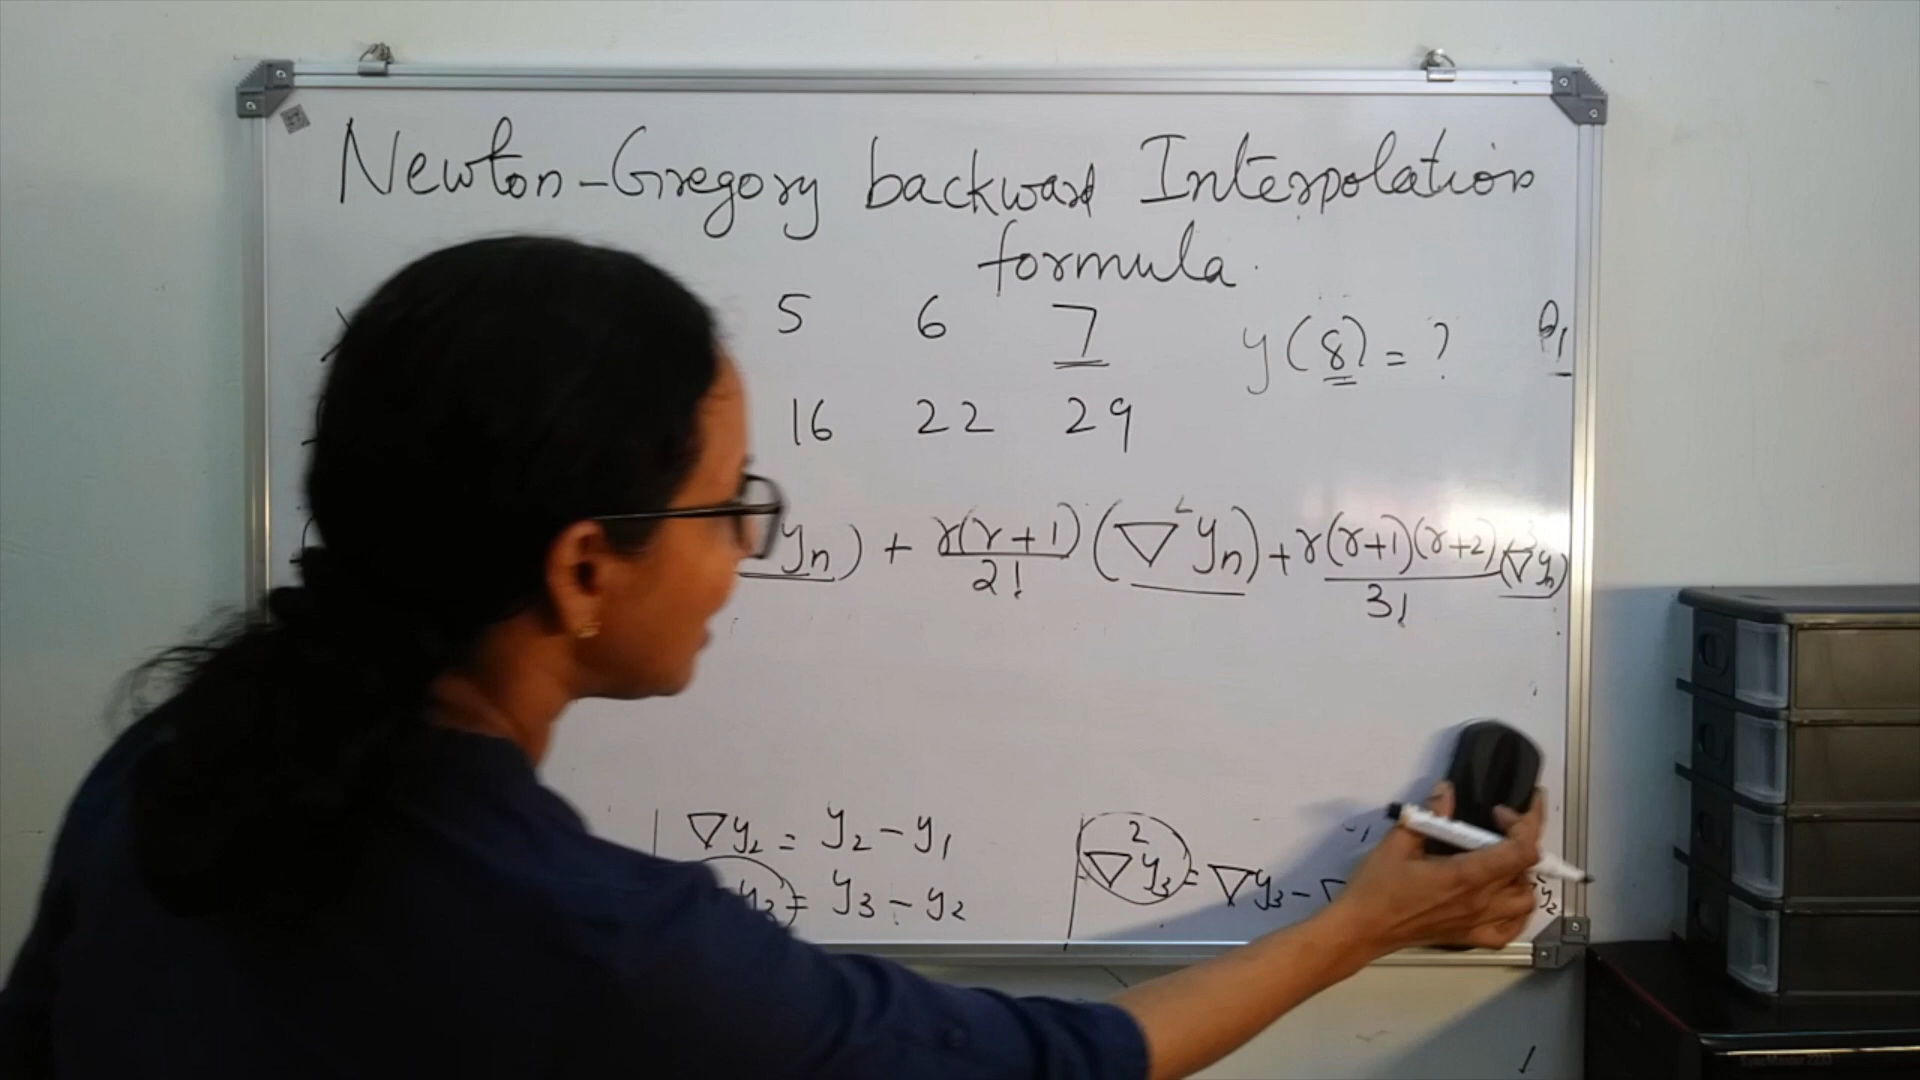 Newton-Gregory backward Interpolation
formula.
5 6 7 y(8) = ? Q1
16 22 29
yn) + r(r+1)/2! (∇²yn) + r(r+1)(r+2)/3! (∇³yn)
∇y2 = y2 - y1
y3 = y3 - y2
∇²y3 = ∇y3 - ∇
y2